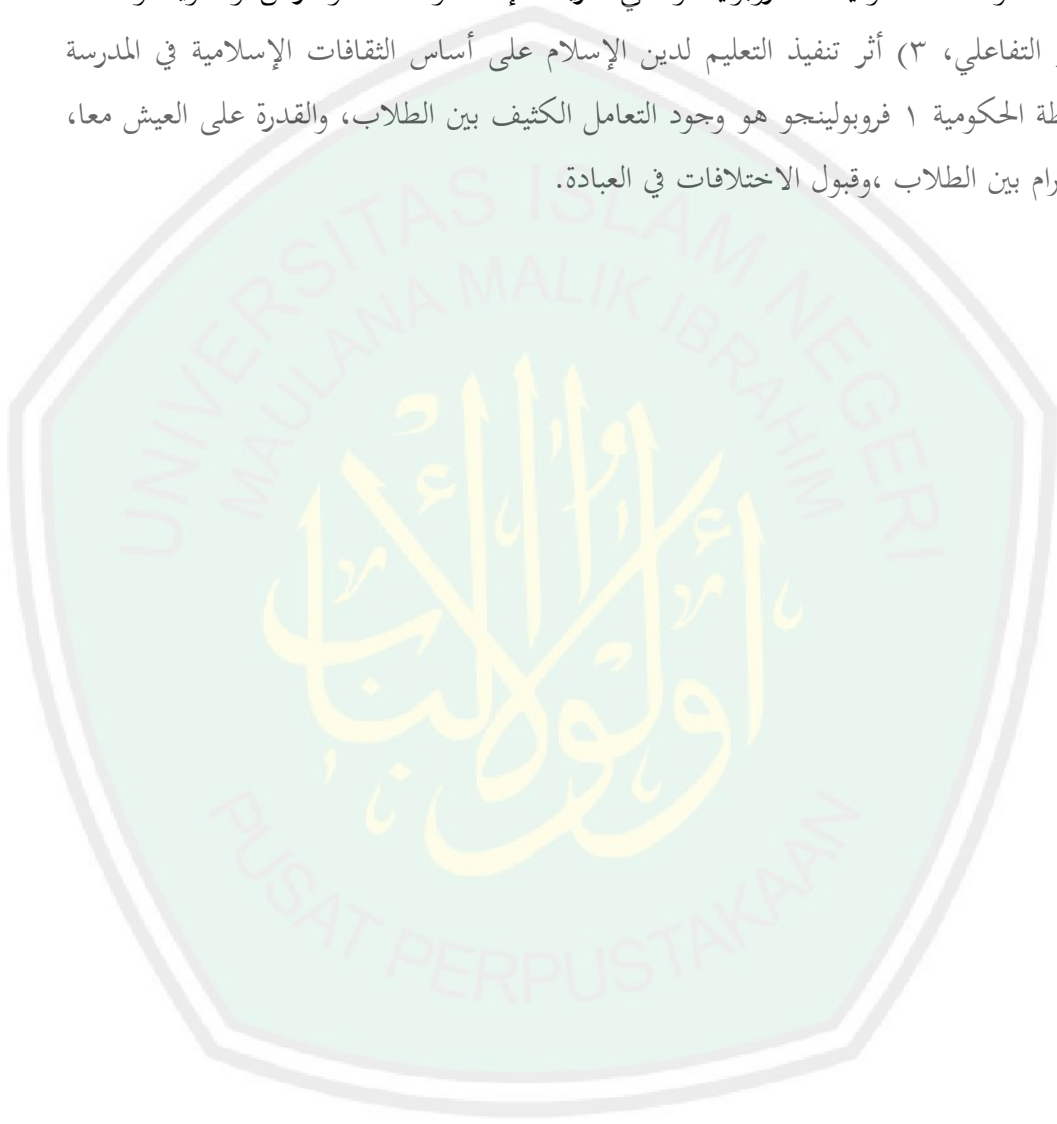 التفاعلي، ٣) أثر تنفيذ التعليم لدين الإسلام على أساس الثقافات الإسلامية في المدرسة
الحكومية ١ فروبولينجو هو وجود التعامل الكثيف بين الطلاب، والقدرة على العيش معا،
بين الطلاب ،وقبول الاختلافات في العبادة.
UNIVERSITAS ISLAM NEGERI
MAULANA MALIK IBRAHIM
أولو الألباب
PUSAT PERPUSTAKAAN